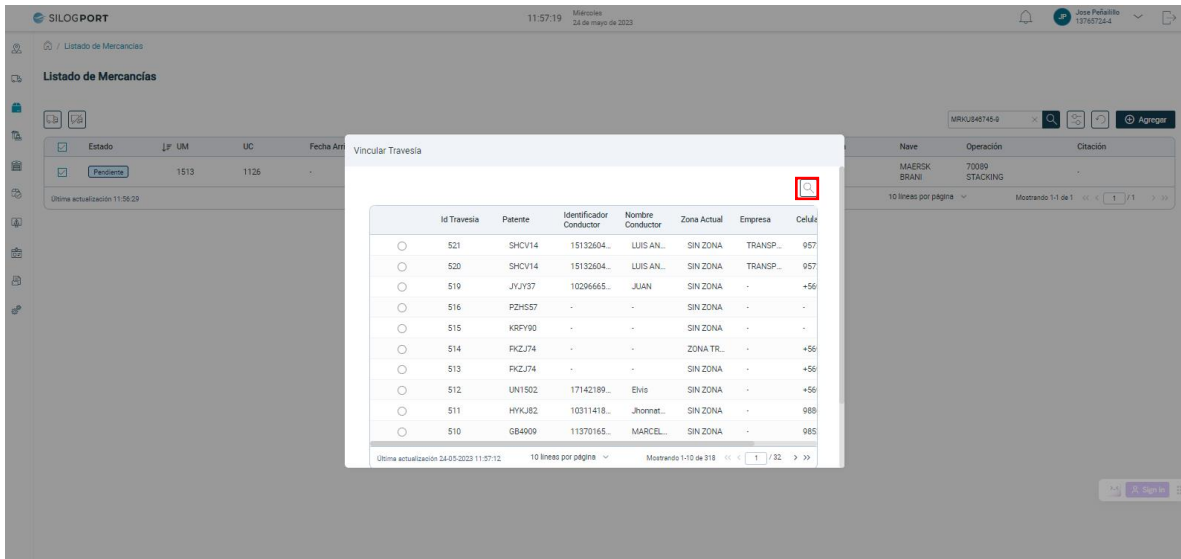 SILOGPORT
11:57:19
Miércoles
24 de mayo de 2023
JP
Jose Peñailillo
13765724-4
/ Listado de Mercancías
Listado de Mercancías
MRKU846746-9
Agregar
Estado UM UC Fecha Arri
Nave Operación Citación
Pendiente 1513 1126 -
MAERSK BRANI
70089 STACKING
-
Última actualización 11:56:29
10 líneas por página
Mostrando 1-1 de 1
1 / 1
Vincular Travesía
Id Travesia Patente Identificador Conductor Nombre Conductor Zona Actual Empresa Celula
521 SHCV14 15132604... LUIS AN... SIN ZONA TRANSP... 957
520 SHCV14 15132604... LUIS AN... SIN ZONA TRANSP... 957
519 JYJY37 10296665... JUAN SIN ZONA - +56
516 PZHS57 - - SIN ZONA - -
515 KRFY90 - - SIN ZONA - -
514 FKZJ74 - - ZONA TR... - +56
513 FKZJ74 - - SIN ZONA - +56
512 UN1502 17142189... Elvis SIN ZONA - +56
511 HYKJ82 10311418... Jhonnat... SIN ZONA - 988
510 GB4909 11370165... MARCEL... SIN ZONA - 985
Última actualización 24-05-2023 11:57:12
10 líneas por página
Mostrando 1-10 de 318
1 / 32
Sign in